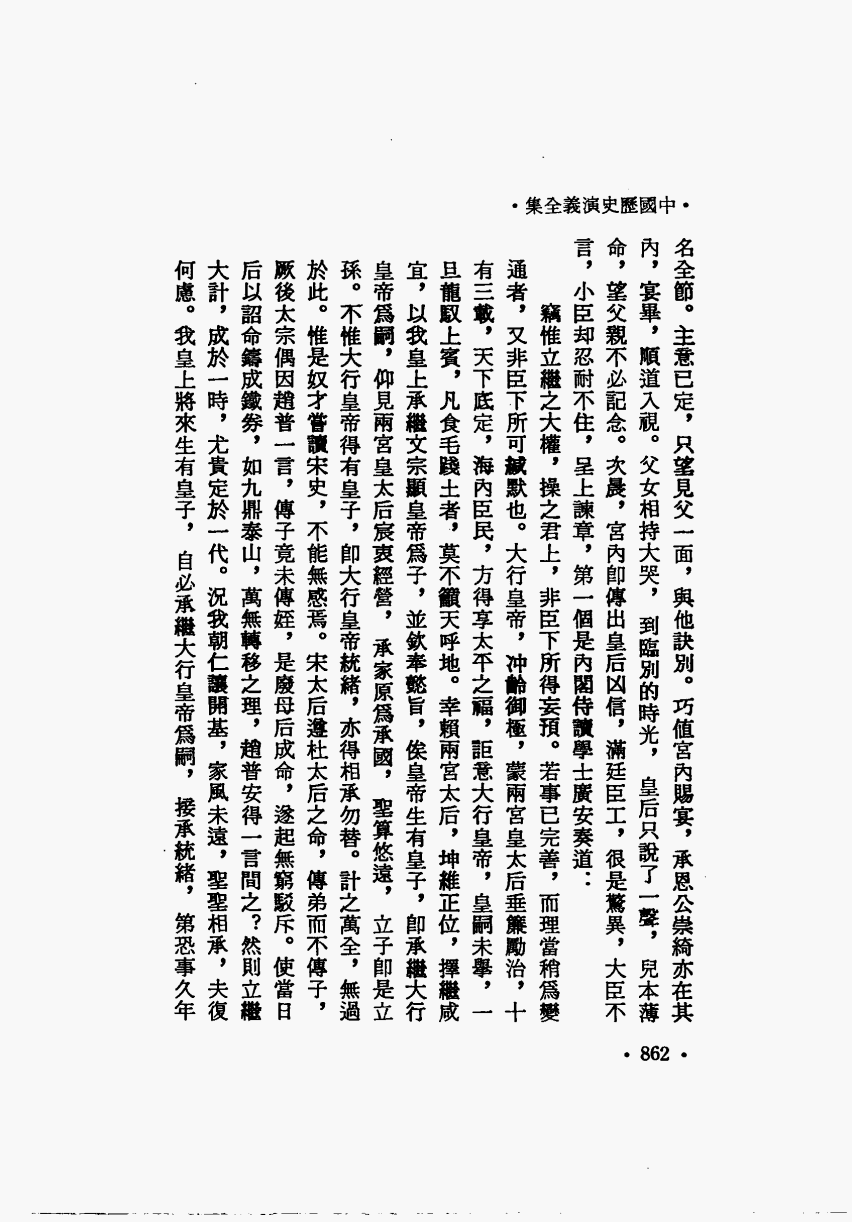 •中國歷史演義全集•
名全節。主意已定，只望見父一面，與他訣別。巧值宮內賜宴，承恩公崇綺亦在其
內，宴畢，順道入視。父女相持大哭，到臨別的時光，皇后只說了一聲，兒本薄
命，望父親不必記念。次晨，宮內卽傳出皇后凶信，滿廷臣工，很是驚異，大臣不
言，小臣却忍耐不住，呈上諫章，第一個是內閣侍讀學士廣安奏道：
竊惟立繼之大權，操之君上，非臣下所得妄預。若事已完善，而理當稍爲變
通者，又非臣下所可緘默也。大行皇帝，冲齡御極，蒙兩宮皇太后垂簾勵治，十
有三載，天下底定，海內臣民，方得享太平之福，詎意大行皇帝，皇嗣未舉，一
旦龍馭上賓，凡食毛踐土者，莫不籲天呼地。幸賴兩宮太后，坤維正位，擇繼咸
宜，以我皇上承繼文宗顯皇帝爲子，並欽奉懿旨，俟皇帝生有皇子，卽承繼大行
皇帝爲嗣，仰見兩宮皇太后宸衷經營，承家原爲承國，聖算悠遠，立子卽是立
孫。不惟大行皇帝得有皇子，卽大行皇帝統緒，亦得相承勿替。計之萬全，無過
於此。惟是奴才嘗讀宋史，不能無感焉。宋太后遵杜太后之命，傳弟而不傳子，
厥後太宗偶因趙普一言，傳子竟未傳姪，是廢母后成命，遂起無窮駁斥。使當日
后以詔命鑄成鐵券，如九鼎泰山，萬無轉移之理，趙普安得一言間之？然則立繼
大計，成於一時，尤貴定於一代。況我朝仁讓開基，家風未遠，聖聖相承，夫復
何慮。我皇上將來生有皇子，自必承繼大行皇帝爲嗣，接承統緒，第恐事久年
•862•